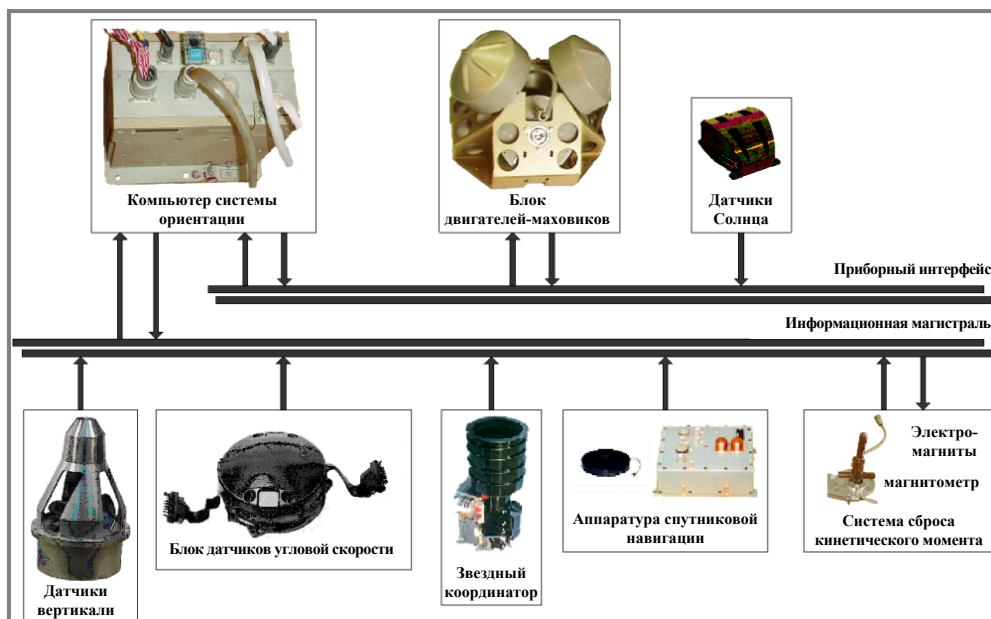 Компьютер системы
ориентации
Блок
двигателей-маховиков
Датчики
Солнца
Приборный интерфейс
Информационная магистраль
Датчики
вертикали
Блок датчиков угловой скорости
Звездный
координатор
Аппаратура спутниковой
навигации
Электро-
магниты
магнитометр
Система сброса
кинетического момента